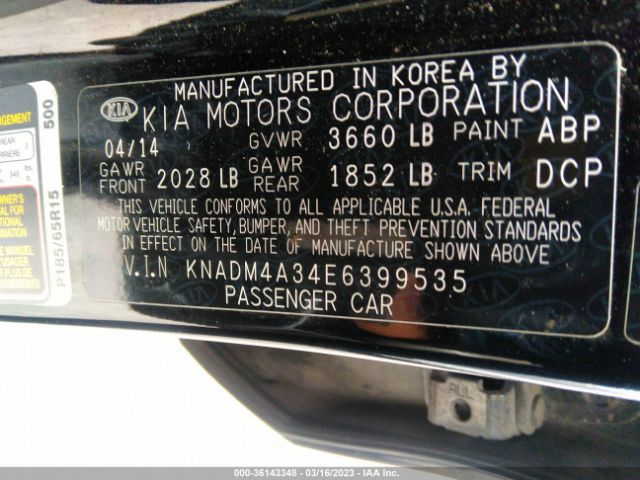 MANUFACTURED IN KOREA BY
KIA KIA MOTORS CORPORATION
04/14 GVWR 3660 LB PAINT ABP
GAWR FRONT 2028 LB GAWR REAR 1852 LB TRIM DCP
THIS VEHICLE CONFORMS TO ALL APPLICABLE U.S.A. FEDERAL
MOTOR VEHICLE SAFETY, BUMPER, AND THEFT PREVENTION STANDARDS
IN EFFECT ON THE DATE OF MANUFACTURE SHOWN ABOVE
V.I.N KNADM4A34E6399535
PASSENGER CAR
500
P185/65R15
REAR
2
MANUEL
000-36143348 - 03/16/2023 - IAA Inc.